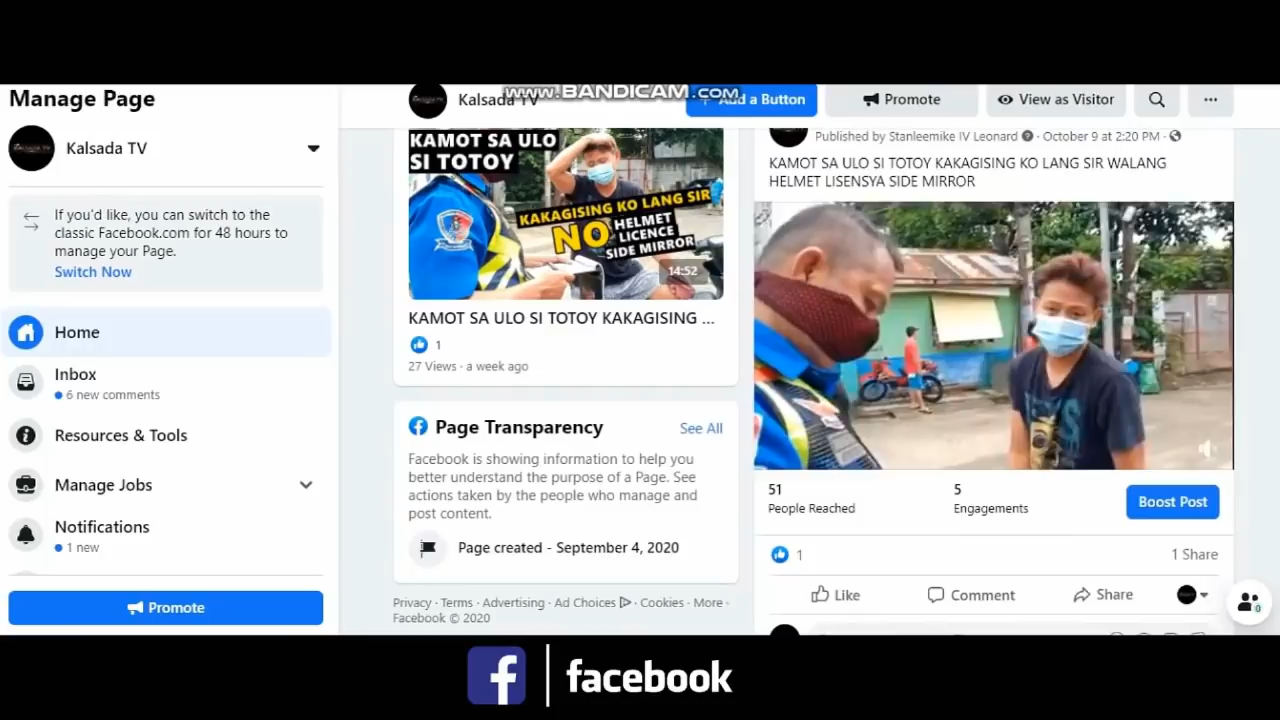 Manage Page
Kalsada TV
If you'd like, you can switch to the
classic Facebook.com for 48 hours to
manage your Page.
Switch Now
Home
Inbox
6 new comments
Resources & Tools
Manage Jobs
Notifications
1 new
Promote
Kalsada TV
www.BANDICAM.com
+ Add a Button
Promote
View as Visitor
KAMOT SA ULO
SI TOTOY
KAKAGISING KO LANG SIR
NO
HELMET
LICENCE
SIDE MIRROR
14:52
KAMOT SA ULO SI TOTOY KAKAGISING ...
1
27 Views · a week ago
Page Transparency
See All
Facebook is showing information to help you
better understand the purpose of a Page. See
actions taken by the people who manage and
post content.
Page created - September 4, 2020
Privacy · Terms · Advertising · Ad Choices · Cookies · More ·
Facebook © 2020
Published by Stanleemike IV Leonard · October 9 at 2:20 PM ·
KAMOT SA ULO SI TOTOY KAKAGISING KO LANG SIR WALANG
HELMET LISENSYA SIDE MIRROR
51
People Reached
5
Engagements
Boost Post
1
1 Share
Like
Comment
Share
0
f facebook